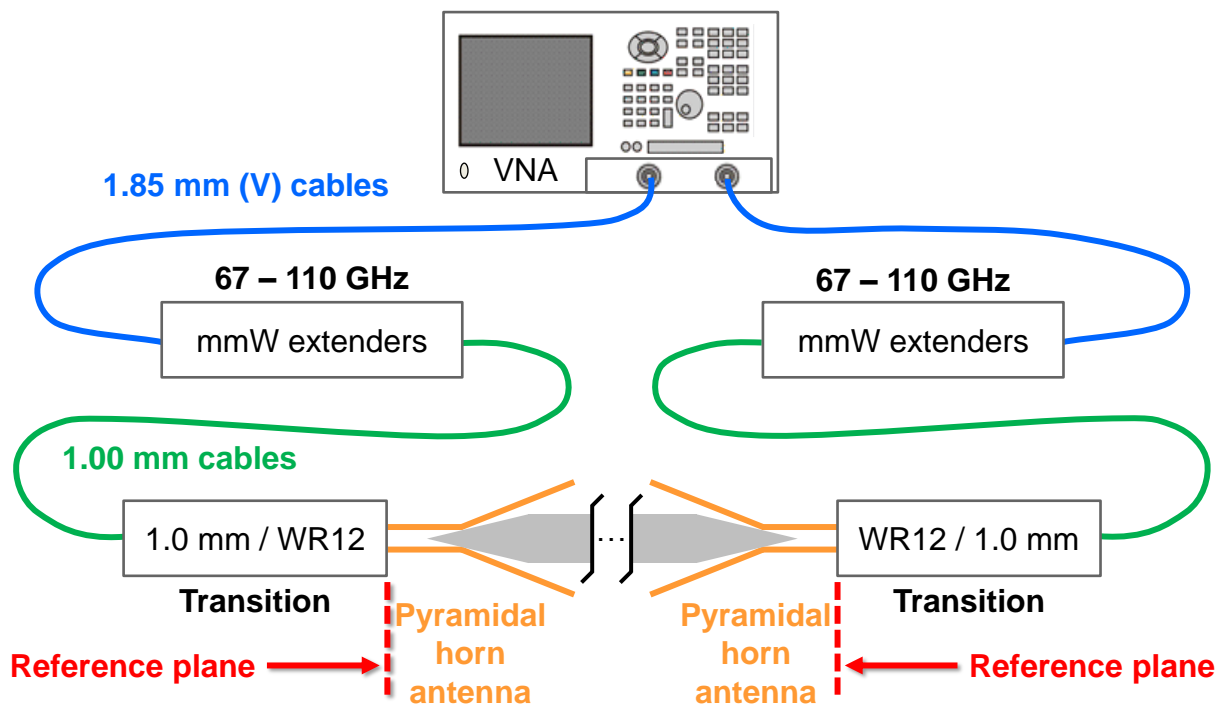 VNA
1.85 mm (V) cables
67 – 110 GHz
67 – 110 GHz
mmW extenders
mmW extenders
1.00 mm cables
1.0 mm / WR12
...
WR12 / 1.0 mm
Transition
Transition
Pyramidal
horn
antenna
Pyramidal
horn
antenna
Reference plane
Reference plane